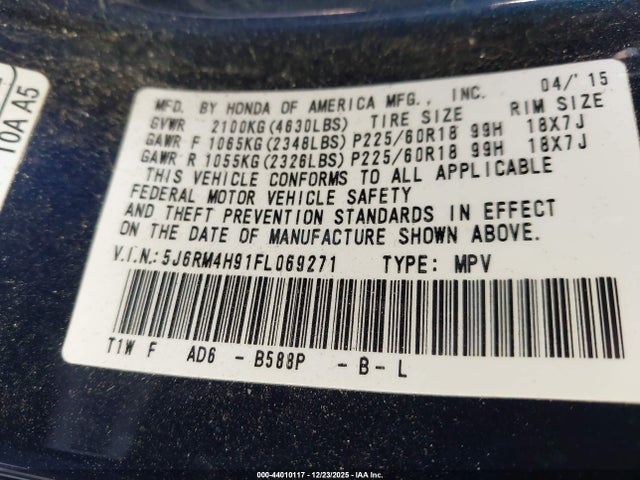 10A A5
MFD. BY HONDA OF AMERICA MFG., INC. 04/'15
GVWR 2100KG(4630LBS) TIRE SIZE RIM SIZE
GAWR F 1065KG(2348LBS) P225/60R18 99H 18X7J
GAWR R 1055KG(2326LBS) P225/60R18 99H 18X7J
THIS VEHICLE CONFORMS TO ALL APPLICABLE
FEDERAL MOTOR VEHICLE SAFETY
AND THEFT PREVENTION STANDARDS IN EFFECT
ON THE DATE OF MANUFACTURE SHOWN ABOVE.
V.I.N.:5J6RM4H91FL069271 TYPE: MPV
T1W F AD6 - B588P - B - L
000-44010117 - 12/23/2025 - IAAI, Inc.